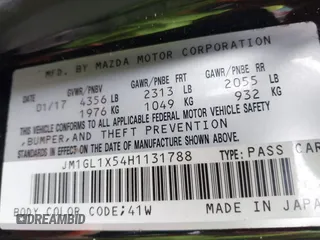 MFD. BY MAZDA MOTOR CORPORATION
GVWR/PNBV GAWR/PNBE FRT GAWR/PNBE RR
01/17 4356 LB 2313 LB 2055 LB
1976 KG 1049 KG 932 KG
THIS VEHICLE CONFORMS TO ALL APPLICABLE
FEDERAL MOTOR VEHICLE SAFETY
,BUMPER, AND THEFT PREVENTION
STANDARDS IN EFFECT ON THE DATE OF
MANUFACTURE SHOWN ABOVE.
JM1GL1X54H1131788 TYPE: PASS CAR
BODY COLOR CODE;41W MADE IN JAPAN
DEALERSHIPS